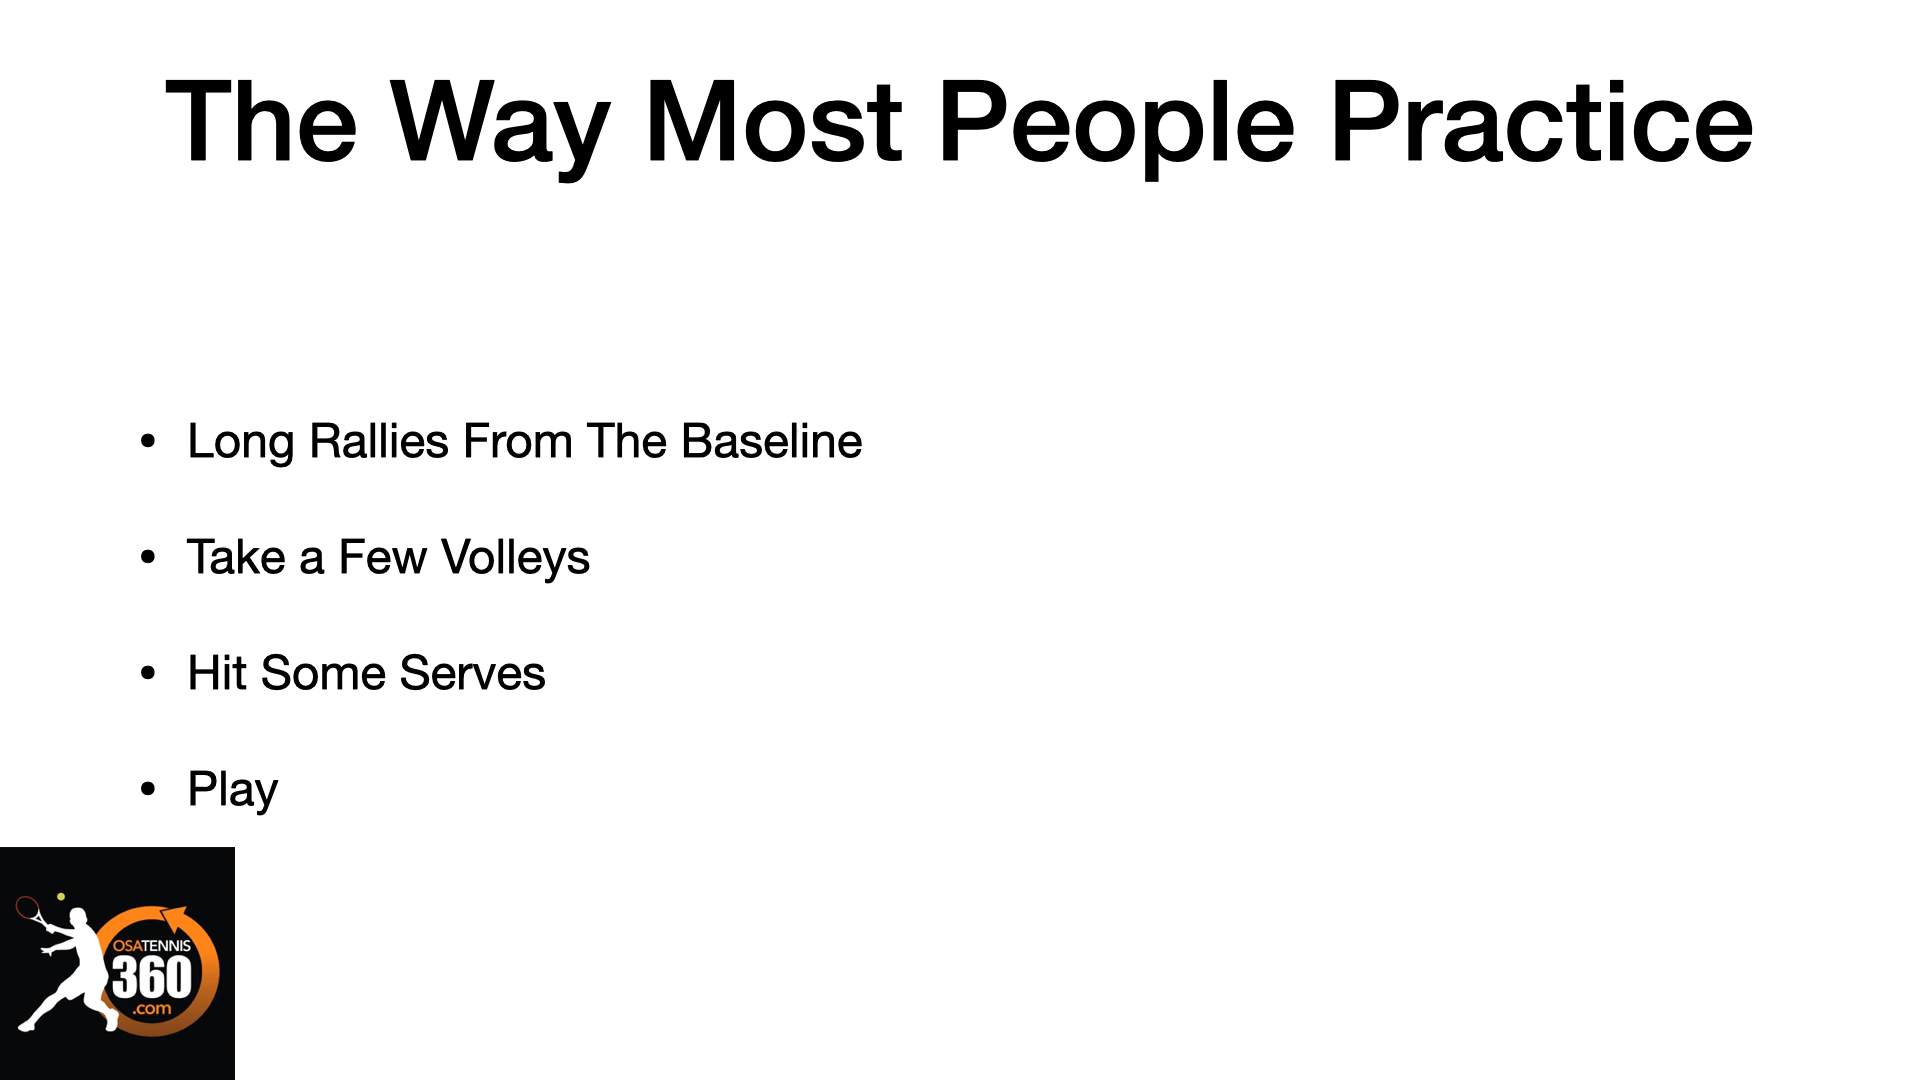 The Way Most People Practice
• Long Rallies From The Baseline
• Take a Few Volleys
• Hit Some Serves
• Play
OSATENNIS
360
.com